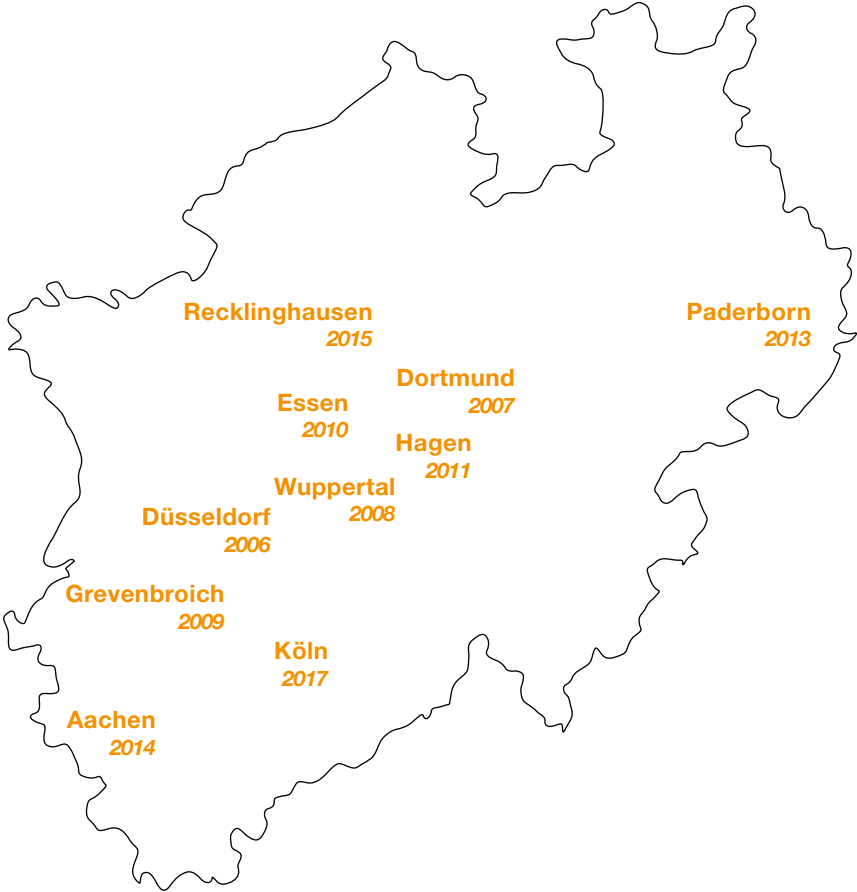 Recklinghausen
2015
Paderborn
2013
Dortmund
2007
Essen
2010
Hagen
2011
Wuppertal
2008
Düsseldorf
2006
Grevenbroich
2009
Köln
2017
Aachen
2014